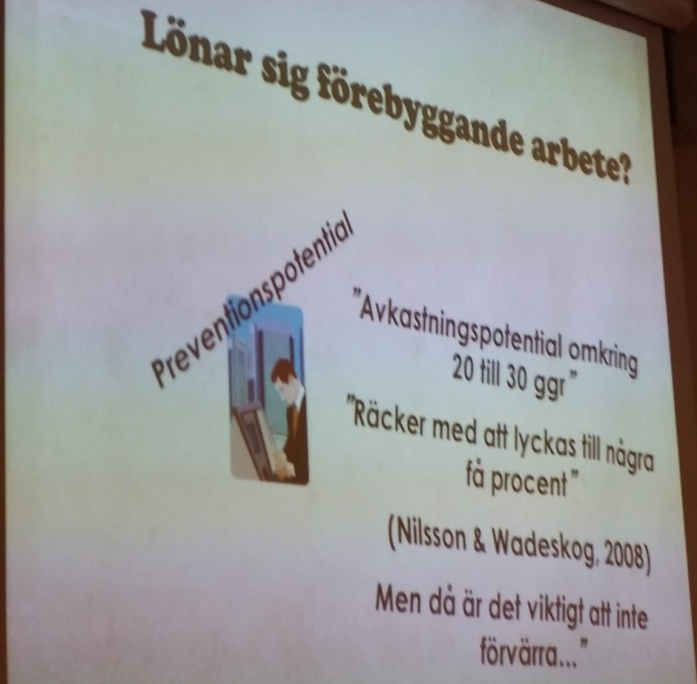 Lönar sig förebyggande arbete?
Preventionspotential
"Avkastningspotential omkring
20 till 30 ggr"
"Räcker med att lyckas till några
få procent"
(Nilsson & Wadeskog, 2008)
Men då är det viktigt att inte
förvärra..."